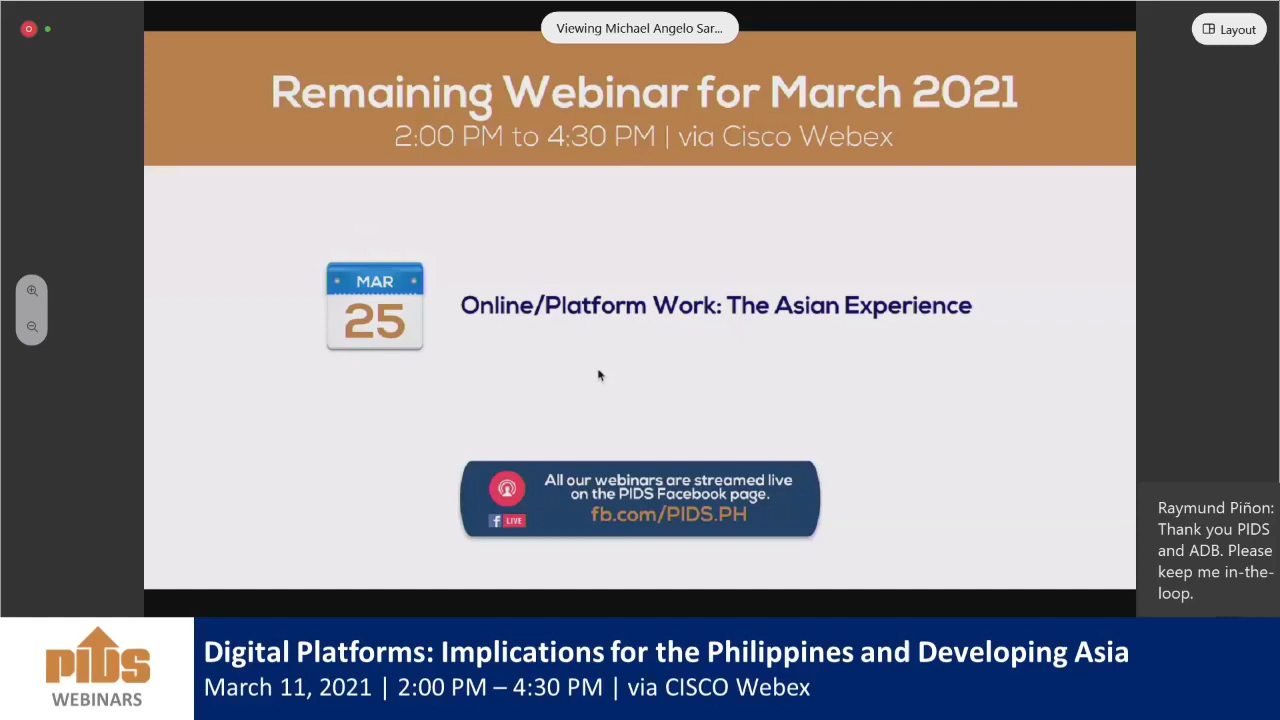 Viewing Michael Angelo Sar...
Layout
Remaining Webinar for March 2021
2:00 PM to 4:30 PM | via Cisco Webex
MAR
25
Online/Platform Work: The Asian Experience
All our webinars are streamed live
on the PIDS Facebook page.
fb.com/PIDS.PH
f LIVE
Raymund Piñon:
Thank you PIDS
and ADB. Please
keep me in-the-
loop.
PIDS
WEBINARS
Digital Platforms: Implications for the Philippines and Developing Asia
March 11, 2021 | 2:00 PM – 4:30 PM | via CISCO Webex